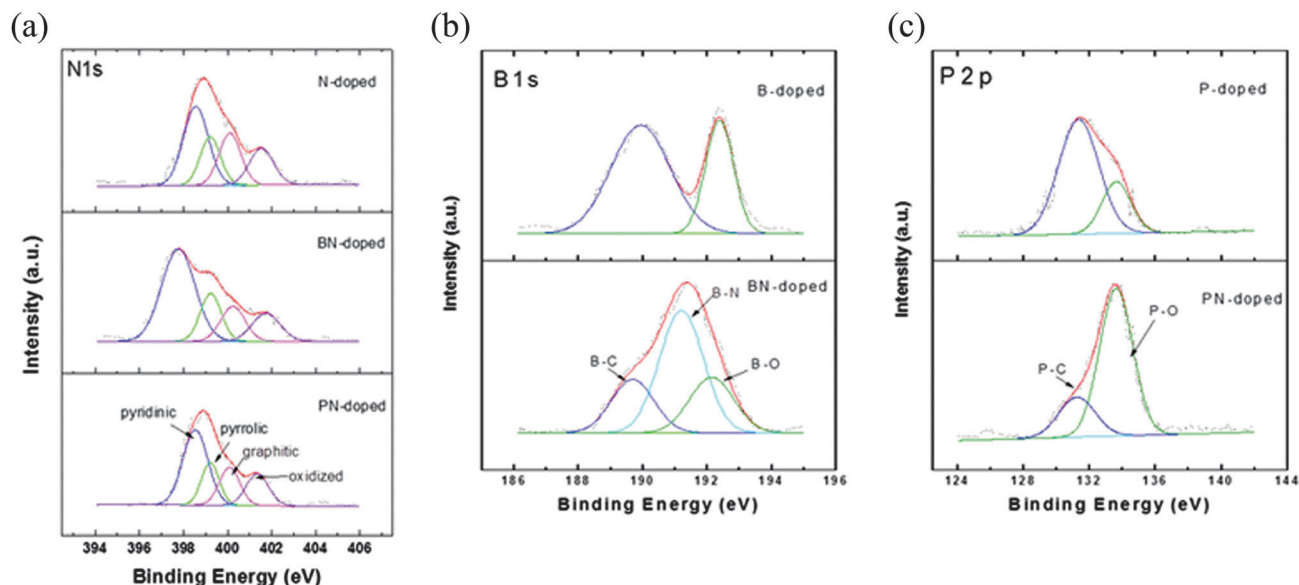 (a)
N1s
N-doped
BN-doped
PN-doped
pyridinic
pyrrolic
graphitic
oxidized
Intensity (a.u.)
394 396 398 400 402 404 406
Binding Energy (eV)
(b)
B1s
B-doped
BN-doped
B-N
B-C
B-O
Intensity (a.u.)
186 188 190 192 194 196
Binding Energy (eV)
(c)
P2p
P-doped
PN-doped
P-O
P-C
Intensity (a.u.)
124 128 132 136 140 144
Binding Energy (eV)